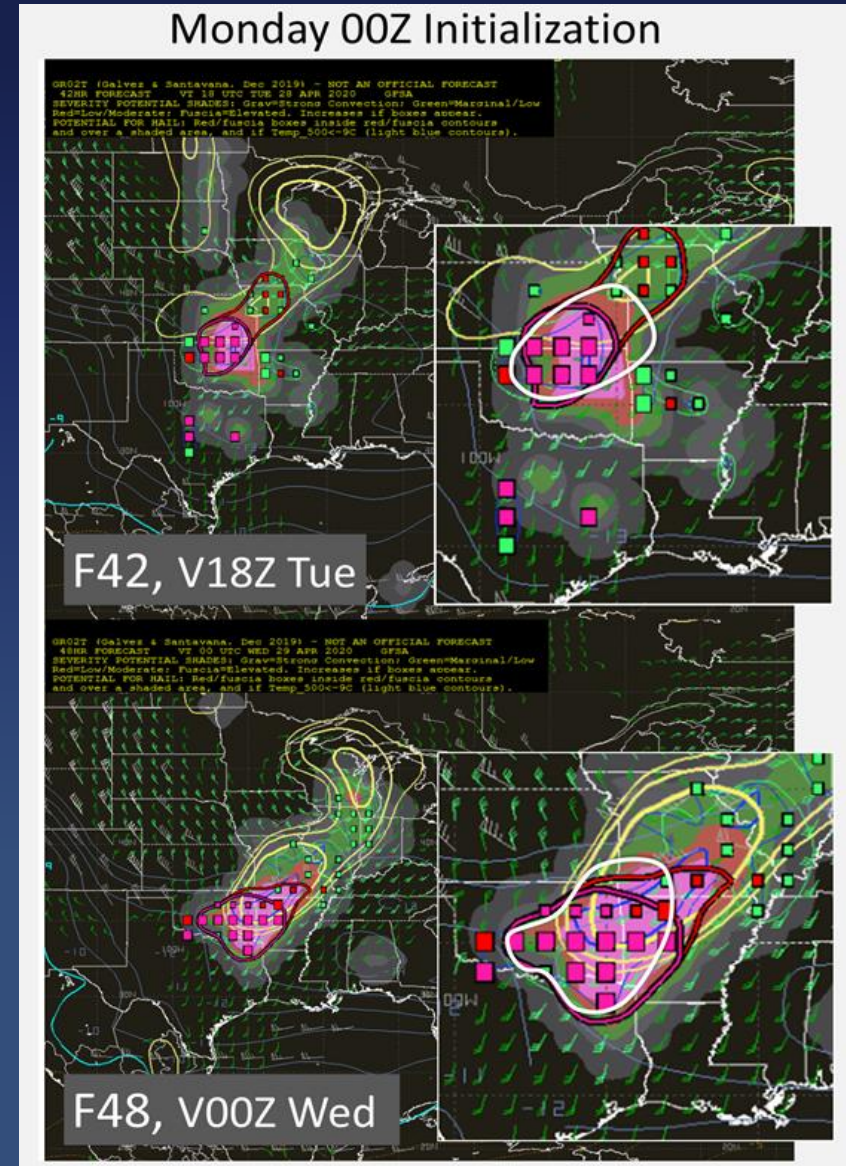 Monday 00Z Initialization
GR02T (Galvez & Santayana, Dec 2019) - NOT AN OFFICIAL FORECAST
42HR FORECAST VT 18 UTC TUE 28 APR 2020 GFSA
SEVERITY POTENTIAL SHADES: Gray=Strong Convection; Green=Marginal/Low
Red=Low/Moderate; Fuscia=Elevated. Increases if boxes appear.
POTENTIAL FOR HAIL: Red/fuscia boxes inside red/fuscia contours
and over a shaded area, and if Temp_500<-9C (light blue contours).
F42, V18Z Tue
-13
GR02T (Galvez & Santayana, Dec 2019) - NOT AN OFFICIAL FORECAST
48HR FORECAST VT 00 UTC WED 29 APR 2020 GFSA
SEVERITY POTENTIAL SHADES: Gray=Strong Convection; Green=Marginal/Low
Red=Low/Moderate; Fuscia=Elevated. Increases if boxes appear.
POTENTIAL FOR HAIL: Red/fuscia boxes inside red/fuscia contours
and over a shaded area, and if Temp_500<-9C (light blue contours).
-10
-10
F48, V00Z Wed
-12